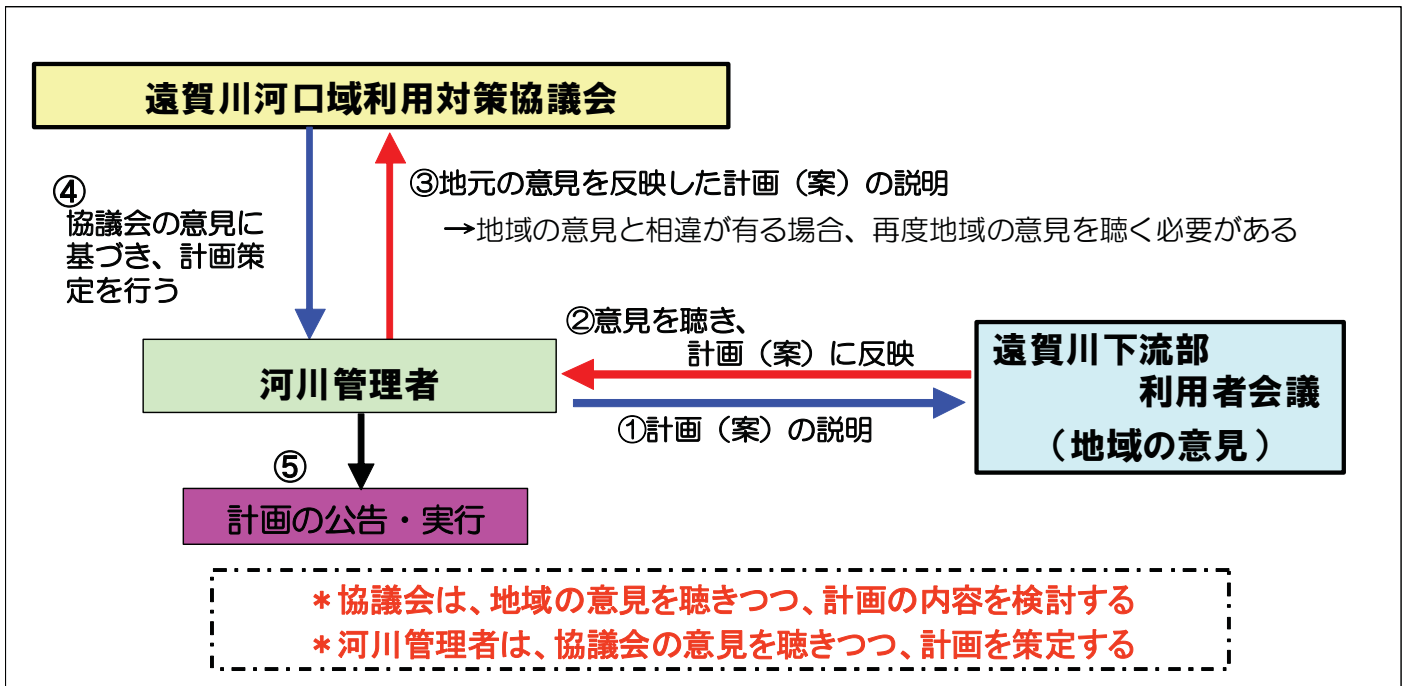 遠賀川河口域利用対策協議会
④
協議会の意見に
基づき、計画策
定を行う
③地元の意見を反映した計画（案）の説明
→地域の意見と相違が有る場合、再度地域の意見を聴く必要がある
②意見を聴き、
計画（案）に反映
遠賀川下流部
利用者会議
（地域の意見）
河川管理者
①計画（案）の説明
⑤
計画の公告・実行
＊協議会は、地域の意見を聴きつつ、計画の内容を検討する
＊河川管理者は、協議会の意見を聴きつつ、計画を策定する